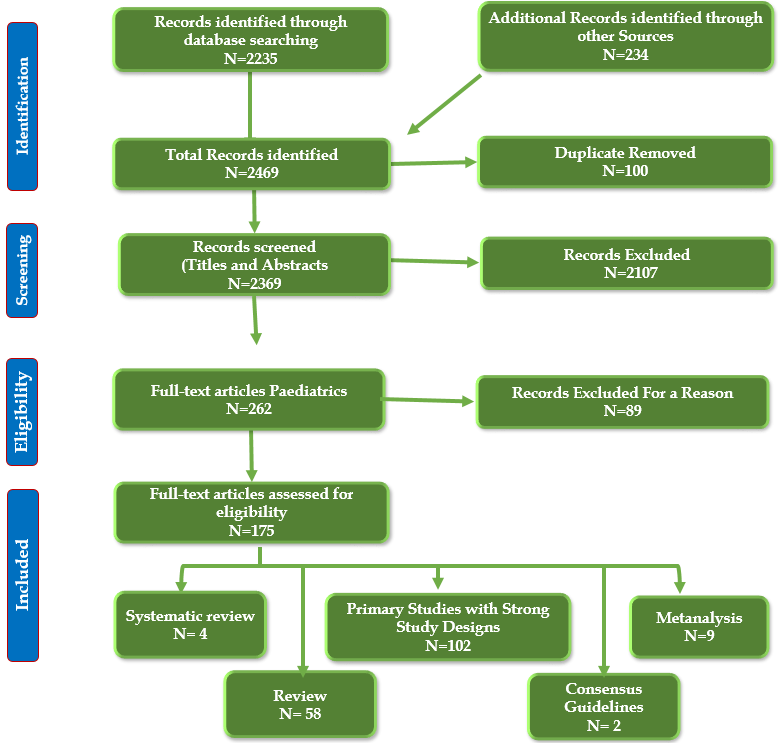 Identification
Records identified through
database searching
N=2235
Additional Records identified through
other Sources
N=234
Total Records identified
N=2469
Duplicate Removed
N=100
Screening
Records screened
(Titles and Abstracts
N=2369
Records Excluded
N=2107
Eligibility
Full-text articles Paediatrics
N=262
Records Excluded For a Reason
N=89
Included
Full-text articles assessed for
eligibility
N=175
Systematic review
N= 4
Primary Studies with Strong
Study Designs
N=102
Metanalysis
N=9
Review
N= 58
Consensus
Guidelines
N= 2